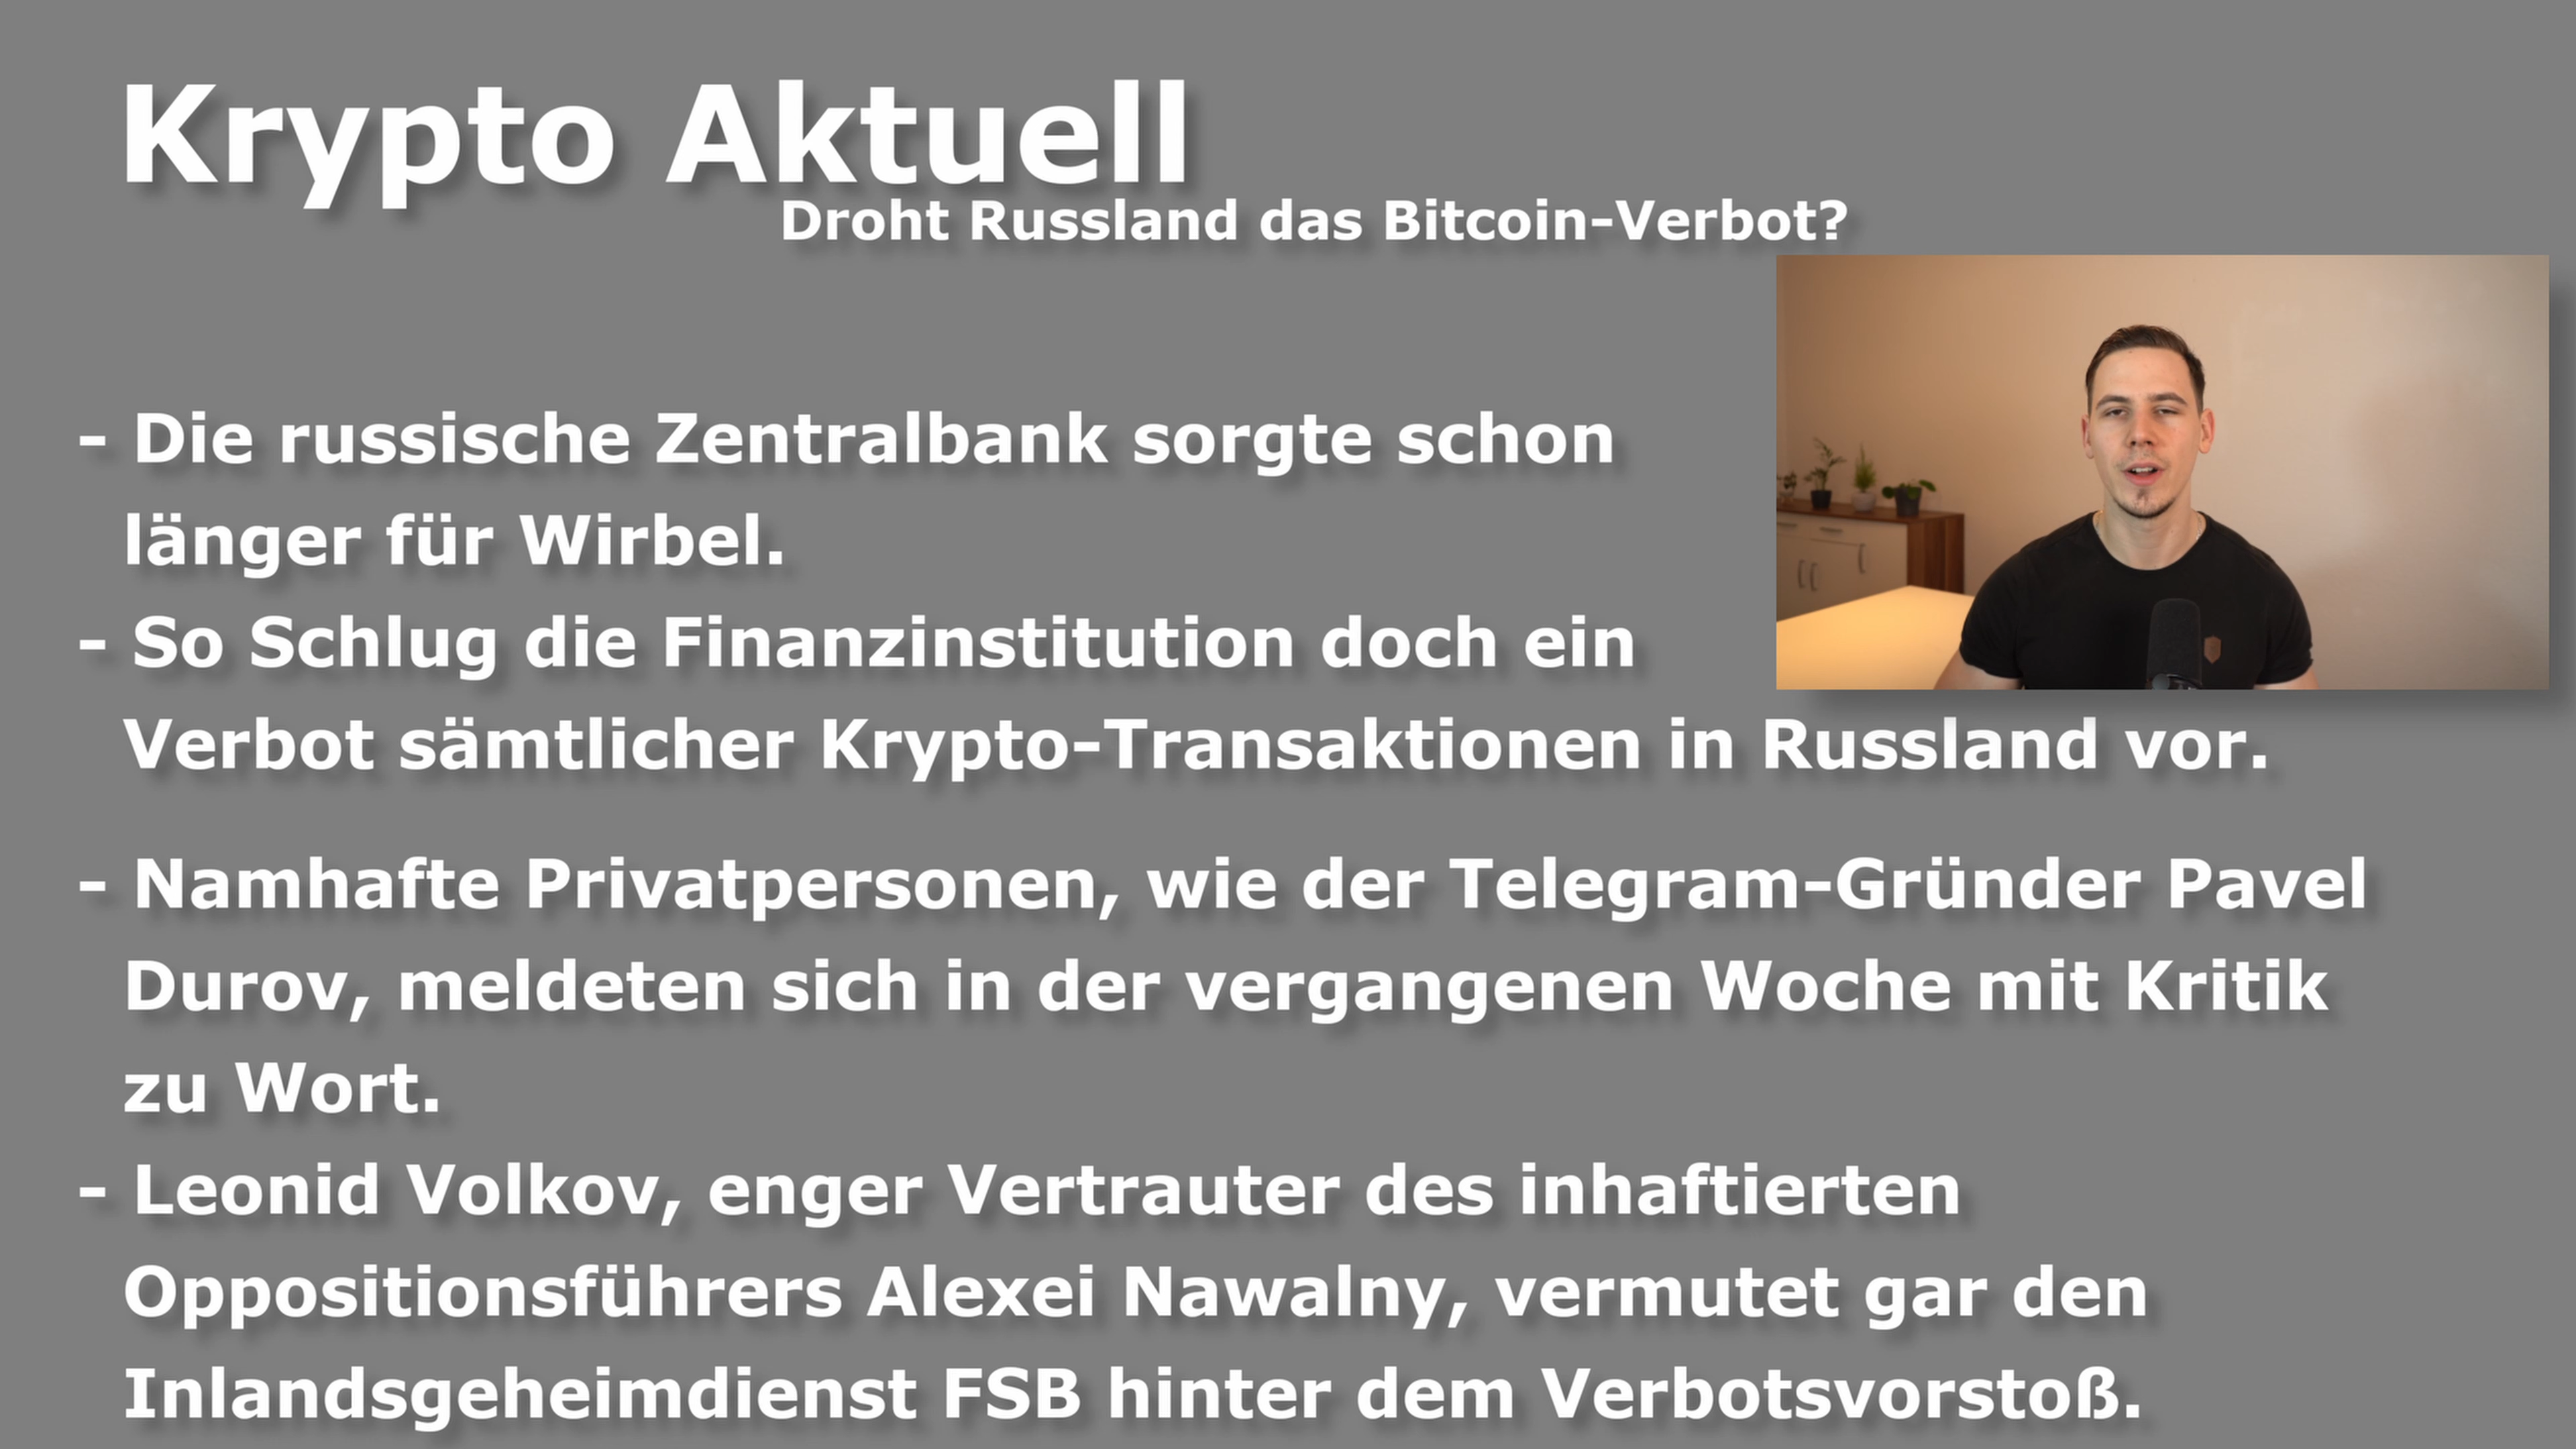 Krypto Aktuell
Droht Russland das Bitcoin-Verbot?
- Die russische Zentralbank sorgte schon
länger für Wirbel.
- So Schlug die Finanzinstitution doch ein
Verbot sämtlicher Krypto-Transaktionen in Russland vor.
- Namhafte Privatpersonen, wie der Telegram-Gründer Pavel
Durov, meldeten sich in der vergangenen Woche mit Kritik
zu Wort.
- Leonid Volkov, enger Vertrauter des inhaftierten
Oppositionsführers Alexei Nawalny, vermutet gar den
Inlandsgeheimdienst FSB hinter dem Verbotsvorstoß.